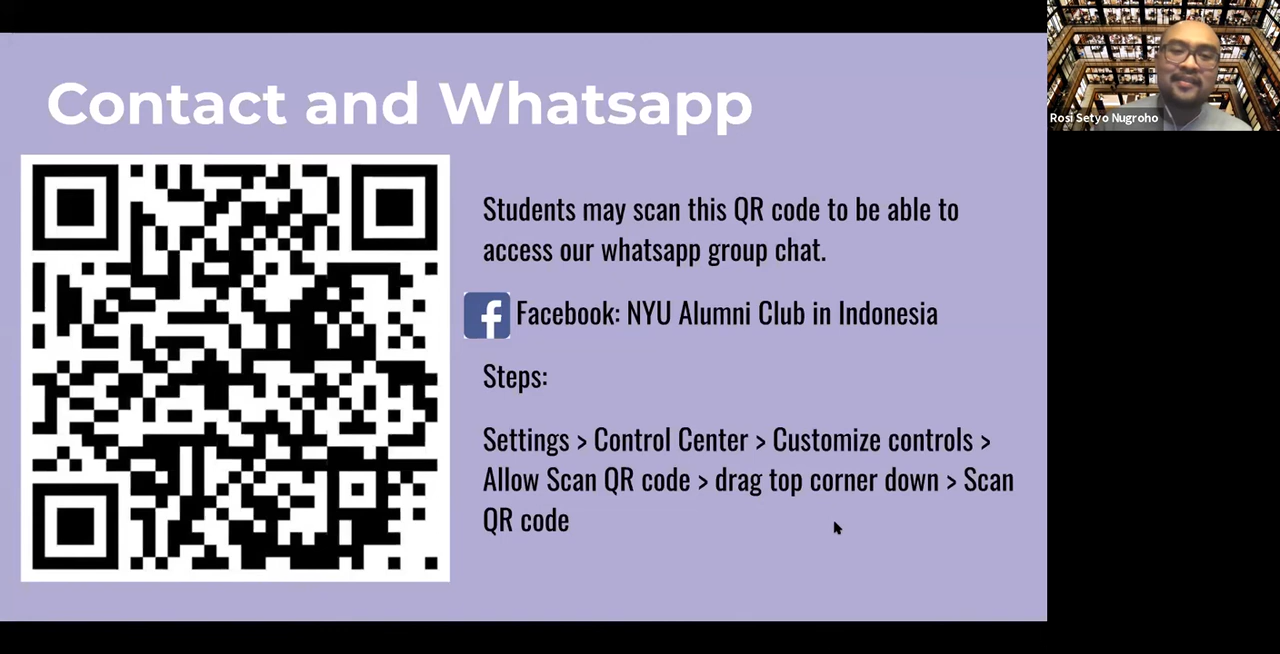 Contact and Whatsapp
Rosi Setyo Nugroho
Students may scan this QR code to be able to
access our whatsapp group chat.
Facebook: NYU Alumni Club in Indonesia
Steps:
Settings > Control Center > Customize controls >
Allow Scan QR code > drag top corner down > Scan
QR code